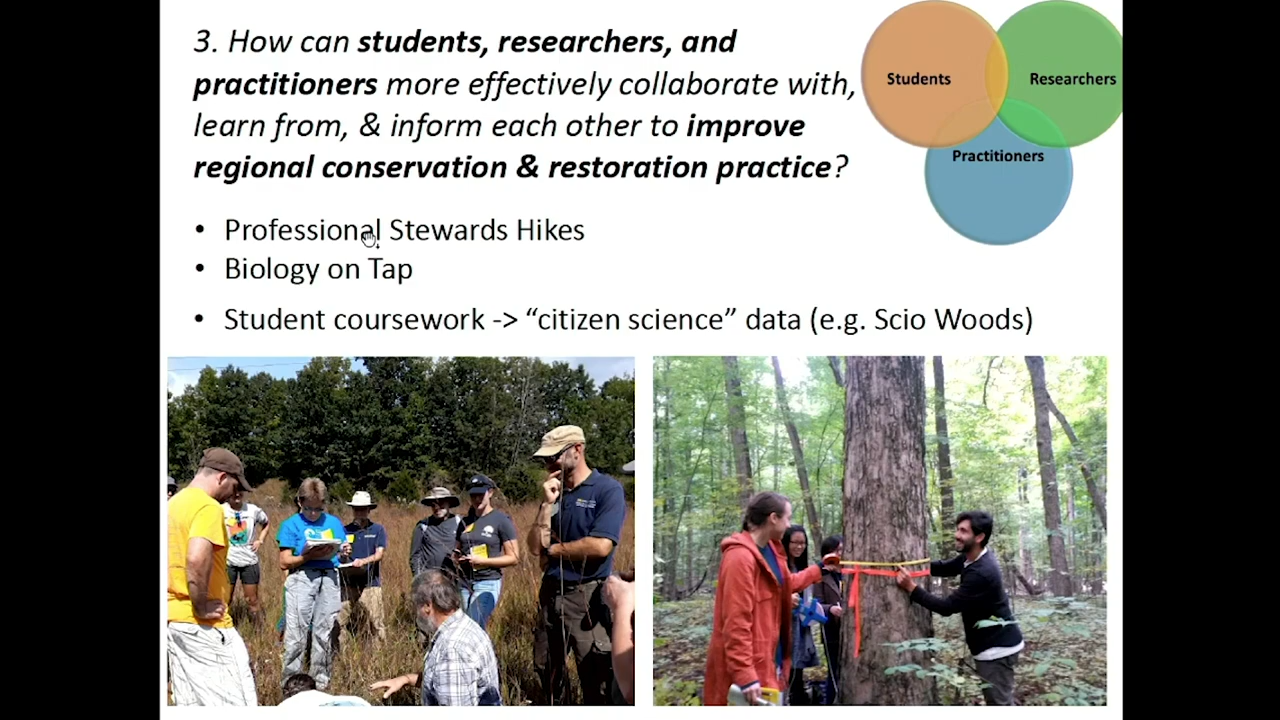 3. How can students, researchers, and
practitioners more effectively collaborate with,
learn from, & inform each other to improve
regional conservation & restoration practice?
Students
Researchers
Practitioners
• Professional Stewards Hikes
• Biology on Tap
• Student coursework -> “citizen science” data (e.g. Scio Woods)